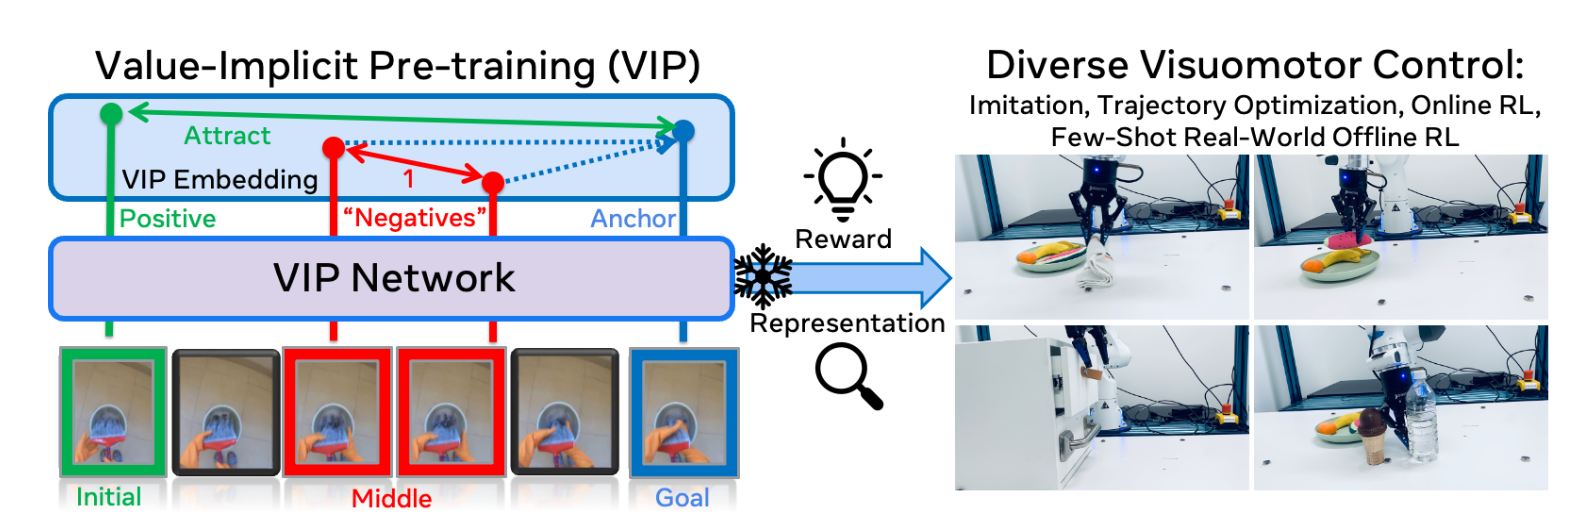 Value-Implicit Pre-training (VIP)
Attract
VIP Embedding
1
Positive
“Negatives”
Anchor
VIP Network
Initial
Middle
Goal
Reward
Representation
Diverse Visuomotor Control:
Imitation, Trajectory Optimization, Online RL,
Few-Shot Real-World Offline RL